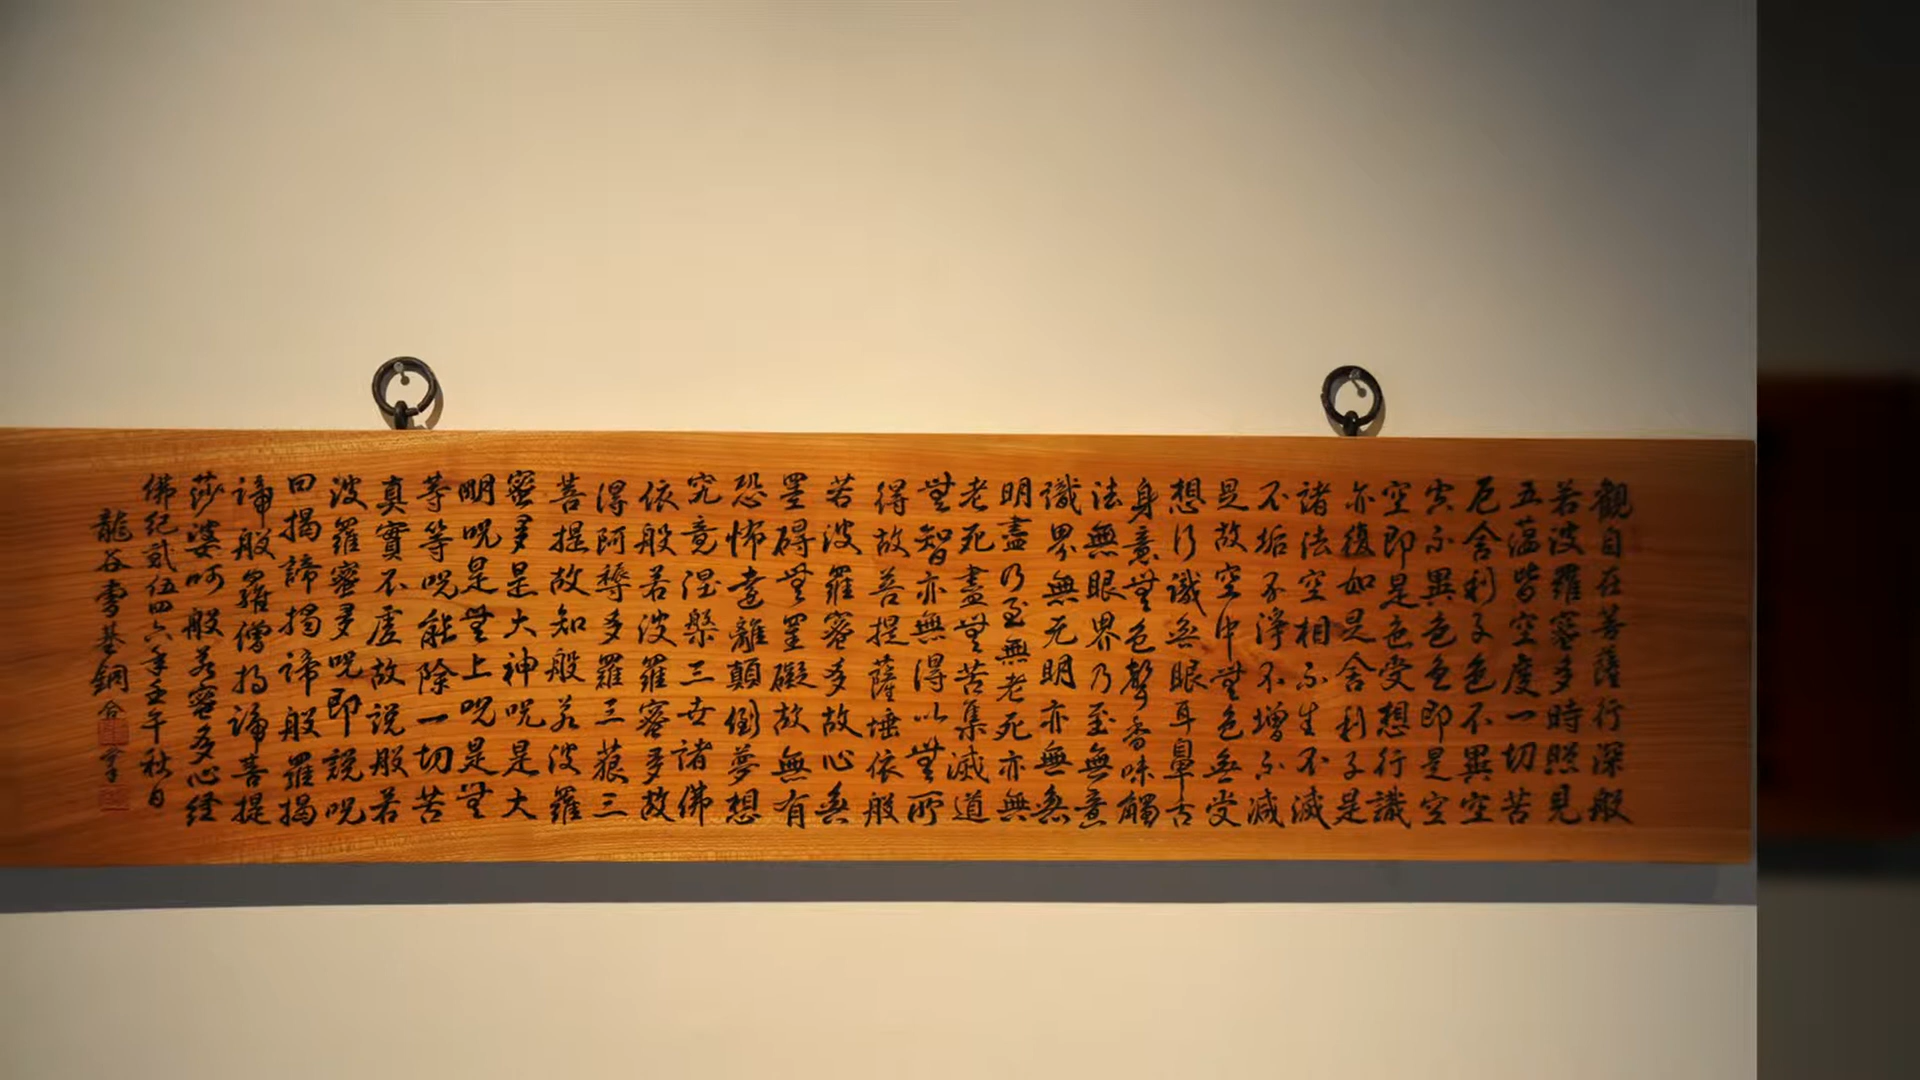 觀自在菩薩行深般
若波羅蜜多時照見
五蘊皆空度一切苦
厄舍利子色不異空
空不異色色即是空
空即是色受想行識
亦復如是舍利子是
諸法空相不生不滅
不垢不淨不增不減
是故空中無色無受
想行識無眼耳鼻舌
身意無色聲香味觸
法無眼界乃至無意
識界無无明亦無無
明盡乃至無老死亦無
老死盡無苦集滅道
無智亦無得以無所
得故菩提薩埵依般
若波羅蜜多故心無
罣碍無罣礙故無有
恐怖遠離顛倒夢想
究竟涅槃三世諸佛
依般若波羅蜜多故
得阿耨多羅三藐三
菩提故知般若波羅
蜜多是大神呪是大
明呪是無上呪是無
等等呪能除一切苦
真實不虛故說般若
波羅蜜多呪即說呪
曰揭諦揭諦般羅揭
諦般羅僧揭諦菩提
莎婆呵般若蜜多心經
佛紀貳伍四六年壬午秋日
龍谷基銅合